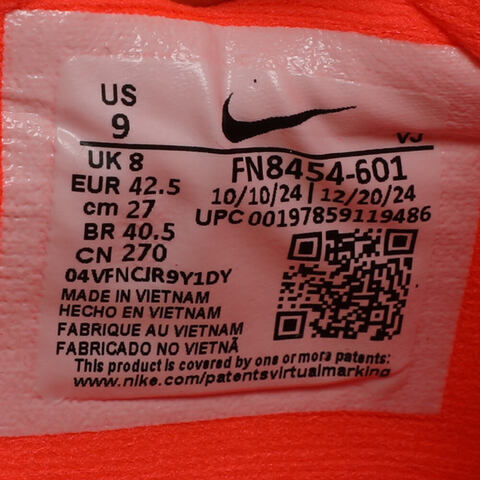 US
9
VJ
UK 8
FN8454-601
EUR 42.5
10/10/24 | 12/20/24
cm 27
UPC 00197859119486
BR 40.5
CN 270
04VFNCJR9Y1DY
MADE IN VIETNAM
HECHO EN VIETNAM
FABRIQUE AU VIETNAM
FABRICADO NO VIETNÃ
This product is covered by one or more patents:
www.nike.com/patentsvirtualmarking